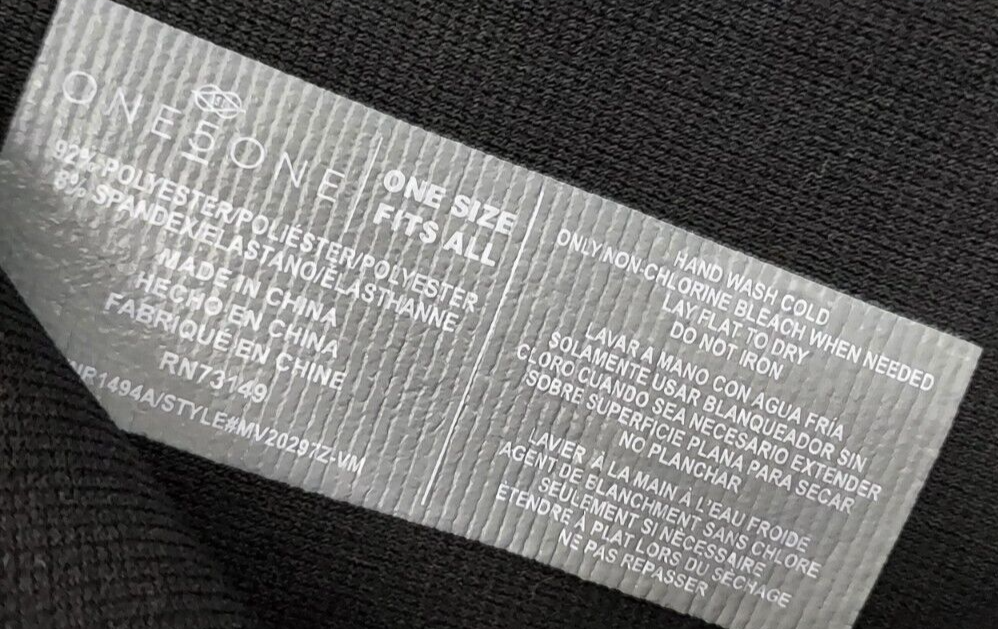 ONE5ONE
92% POLYESTER/POLIÉSTER/POLYESTER
8% SPANDEX/ELASTANO/ÉLASTHANNE
MADE IN CHINA
HECHO EN CHINA
FABRIQUÉ EN CHINE
RN73149
1494A/STYLE#MV20297Z-VM
ONE SIZE
FITS ALL
HAND WASH COLD
ONLY NON-CHLORINE BLEACH WHEN NEEDED
LAY FLAT TO DRY
DO NOT IRON
LAVAR A MANO CON AGUA FRÍA
SOLAMENTE USAR BLANQUEADOR SIN
CLORO CUANDO SEA NECESARIO EXTENDER
SOBRE SUPERFICIE PLANA PARA SECAR
NO PLANCHAR
LAVIER À LA MAIN À L'EAU FROIDE
AGENT DE BLANCHMENT SANS CHLORE
SEULEMENT SI NÉCESSAIRE
ÉTENDRE À PLAT LORS DU SÉCHAGE
NE PAS REPASSER